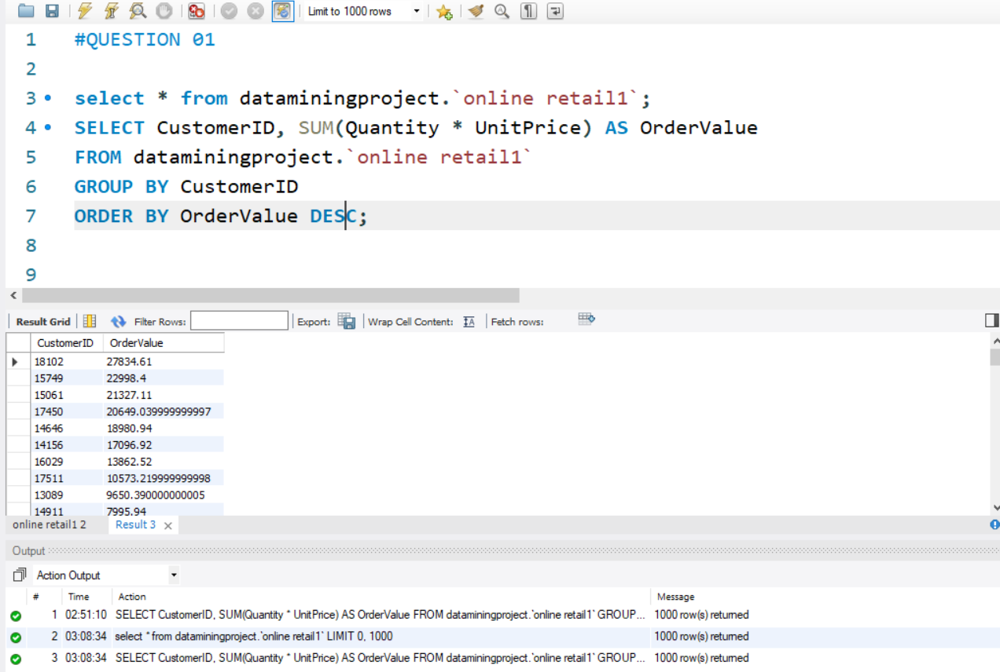 Limit to 1000 rows
1 #QUESTION 01
2
3 select * from dataminingproject.`online retail1`;
4 SELECT CustomerID, SUM(Quantity * UnitPrice) AS OrderValue
5 FROM dataminingproject.`online retail1`
6 GROUP BY CustomerID
7 ORDER BY OrderValue DESC;
8
9
Result Grid Filter Rows: Export: Wrap Cell Content: Fetch rows:
CustomerID OrderValue
18102 27834.61
15749 22998.4
15061 21327.11
17450 20649.039999999997
14646 18980.94
14156 17096.92
16029 13862.52
17511 10573.219999999998
13089 9650.390000000005
14911 7995.94
online retail1 2 Result 3
Output
Action Output
# Time Action Message
1 02:51:10 SELECT CustomerID, SUM(Quantity * UnitPrice) AS OrderValue FROM dataminingproject.`online retail1` GROUP... 1000 row(s) returned
2 03:08:34 select * from dataminingproject.`online retail1` LIMIT 0, 1000 1000 row(s) returned
3 03:08:34 SELECT CustomerID, SUM(Quantity * UnitPrice) AS OrderValue FROM dataminingproject.`online retail1` GROUP... 1000 row(s) returned